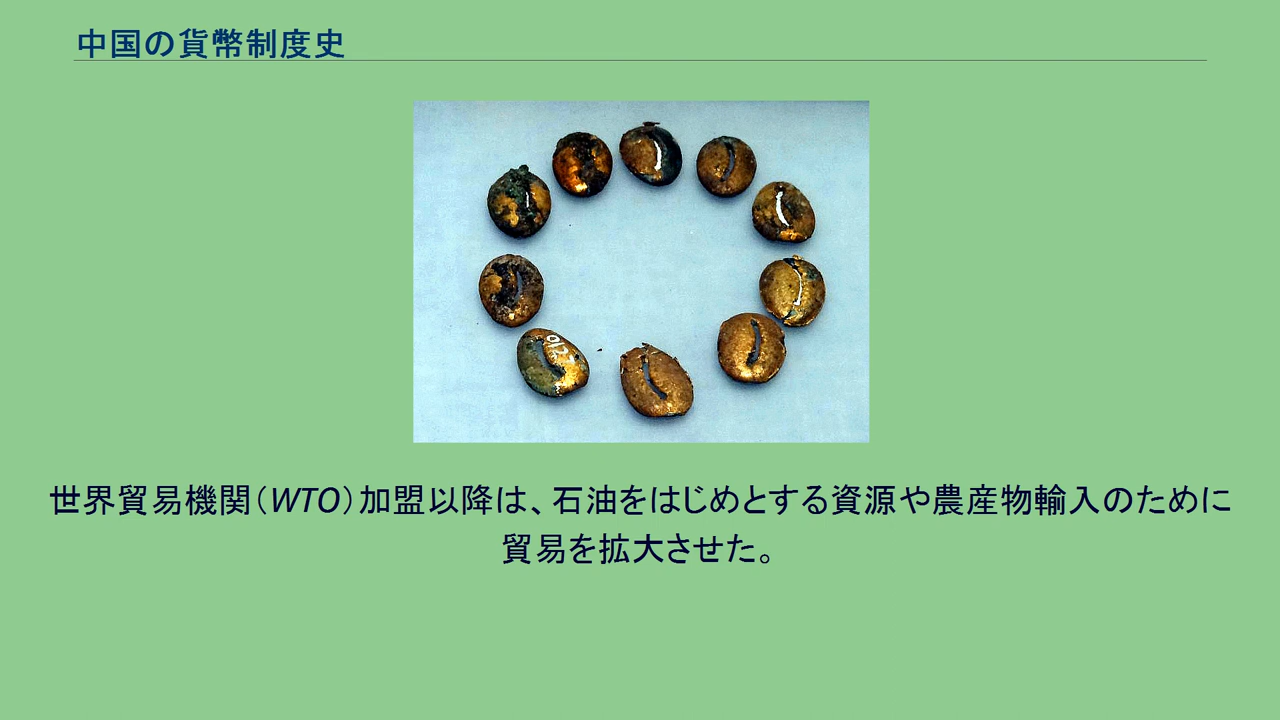 中国の貨幣制度史
世界貿易機関（WTO）加盟以降は、石油をはじめとする資源や農産物輸入のために
貿易を拡大させた。